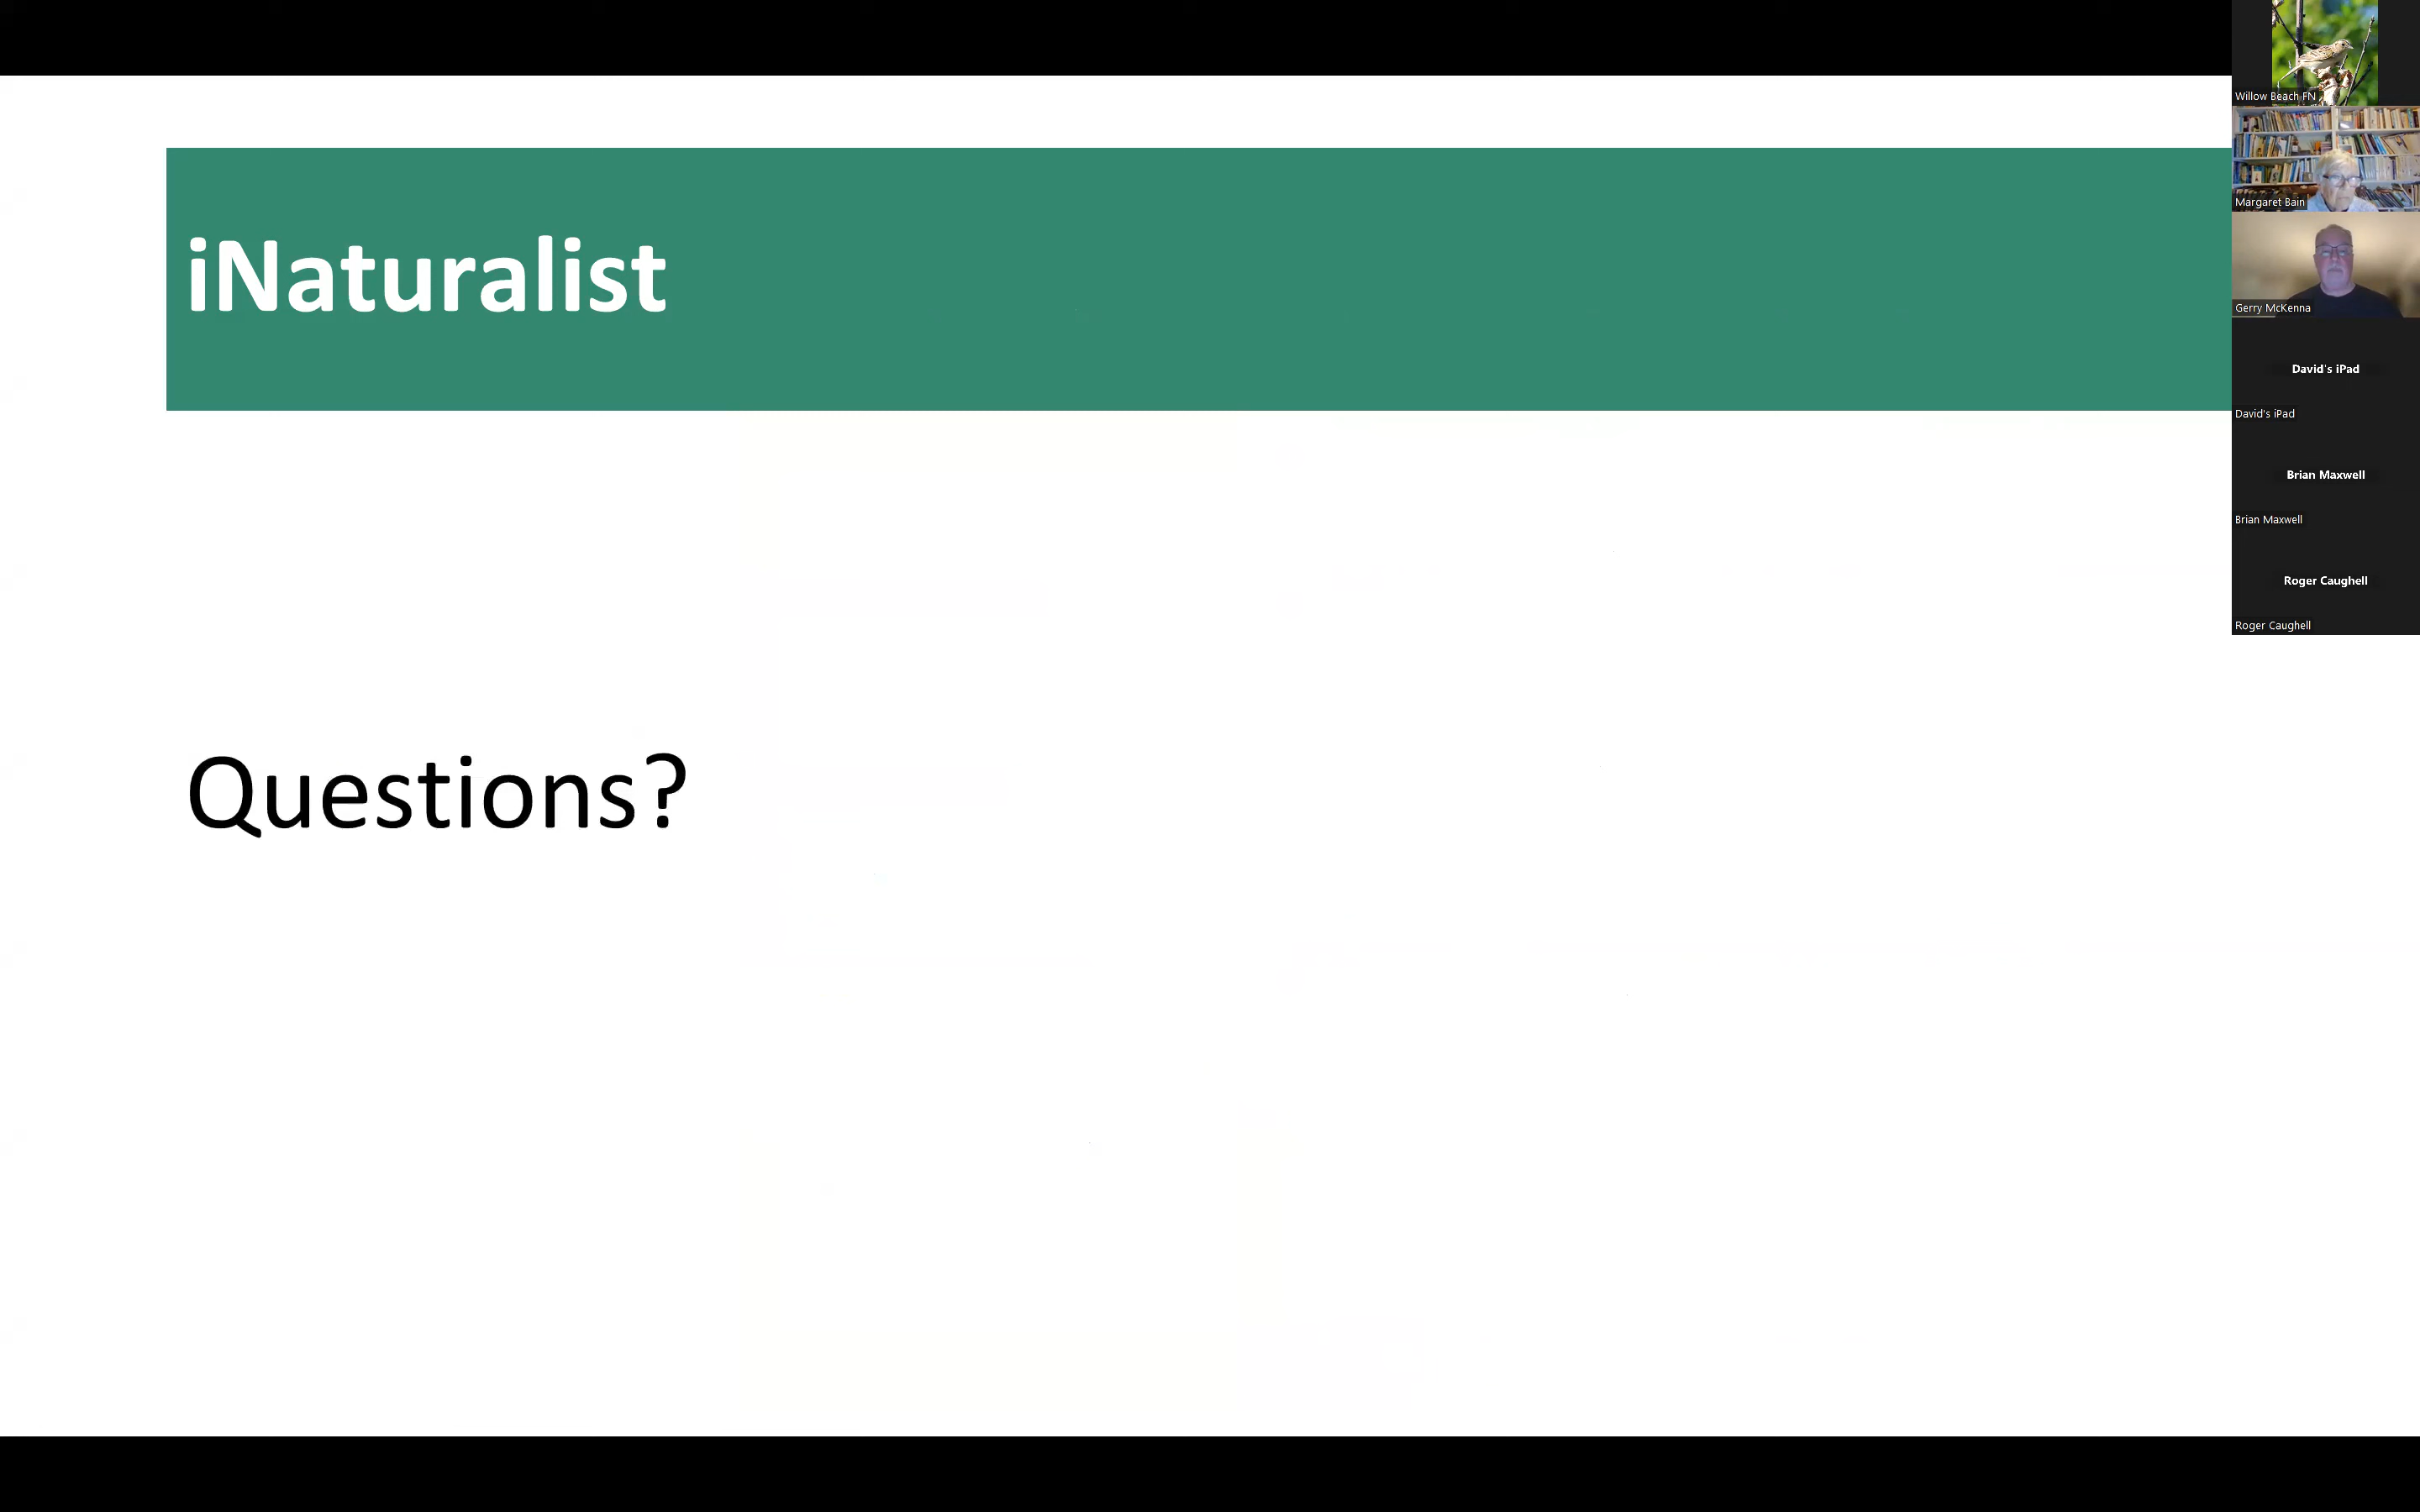 iNaturalist
Questions?
Willow Beach FN
Margaret Bain
Gerry McKenna
David's iPad
David's iPad
Brian Maxwell
Brian Maxwell
Roger Caughell
Roger Caughell